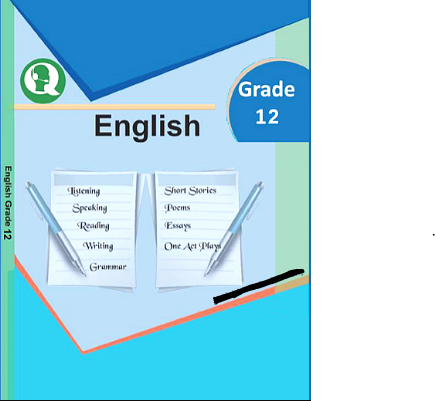 Grade
12
English
Listening
Speaking
Reading
Writing
Grammar
Short Stories
Poems
Essays
One Act Plays
English Grade 12